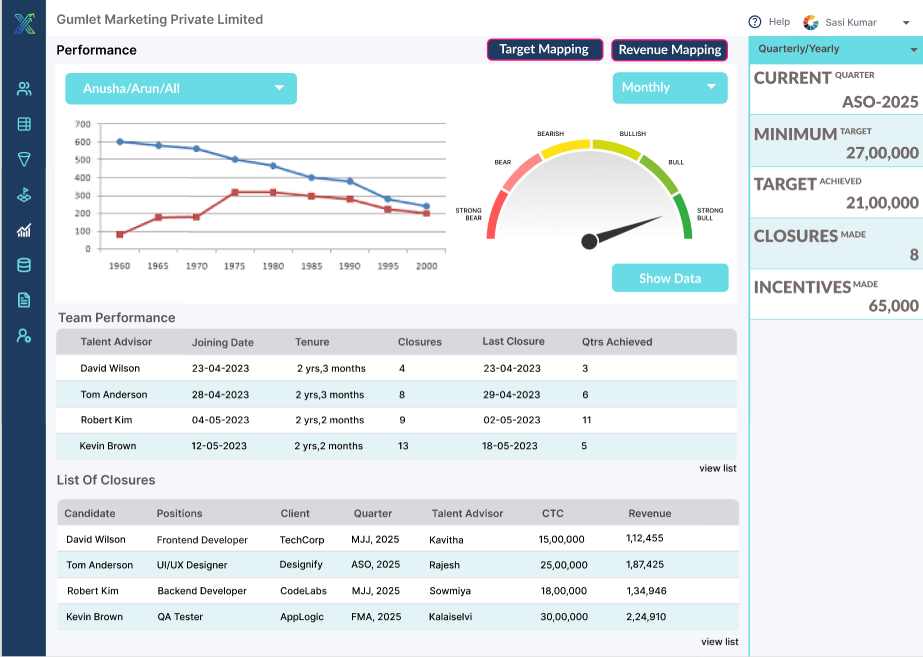 Gumlet Marketing Private Limited
Help
Sasi Kumar
Performance
Target Mapping
Revenue Mapping
Quarterly/Yearly
Anusha/Arun/All
Monthly
CURRENT QUARTER
ASO-2025
MINIMUM TARGET
27,00,000
TARGET ACHIEVED
21,00,000
CLOSURES MADE
8
INCENTIVES MADE
65,000
700
600
500
400
300
200
100
0
1960 1965 1970 1975 1980 1985 1990 1995 2000
STRONG BEAR
BEAR
BEARISH
BULLISH
BULL
STRONG BULL
Show Data
Team Performance
Talent Advisor Joining Date Tenure Closures Last Closure Qtrs Achieved
David Wilson 23-04-2023 2 yrs,3 months 4 23-04-2023 3
Tom Anderson 28-04-2023 2 yrs,3 months 8 29-04-2023 6
Robert Kim 04-05-2023 2 yrs,2 months 9 02-05-2023 11
Kevin Brown 12-05-2023 2 yrs,2 months 13 18-05-2023 5
view list
List Of Closures
Candidate Positions Client Quarter Talent Advisor CTC Revenue
David Wilson Frontend Developer TechCorp MJJ, 2025 Kavitha 15,00,000 1,12,455
Tom Anderson UI/UX Designer Designify ASO, 2025 Rajesh 25,00,000 1,87,425
Robert Kim Backend Developer CodeLabs MJJ, 2025 Sowmiya 18,00,000 1,34,946
Kevin Brown QA Tester AppLogic FMA, 2025 Kalaiselvi 30,00,000 2,24,910
view list